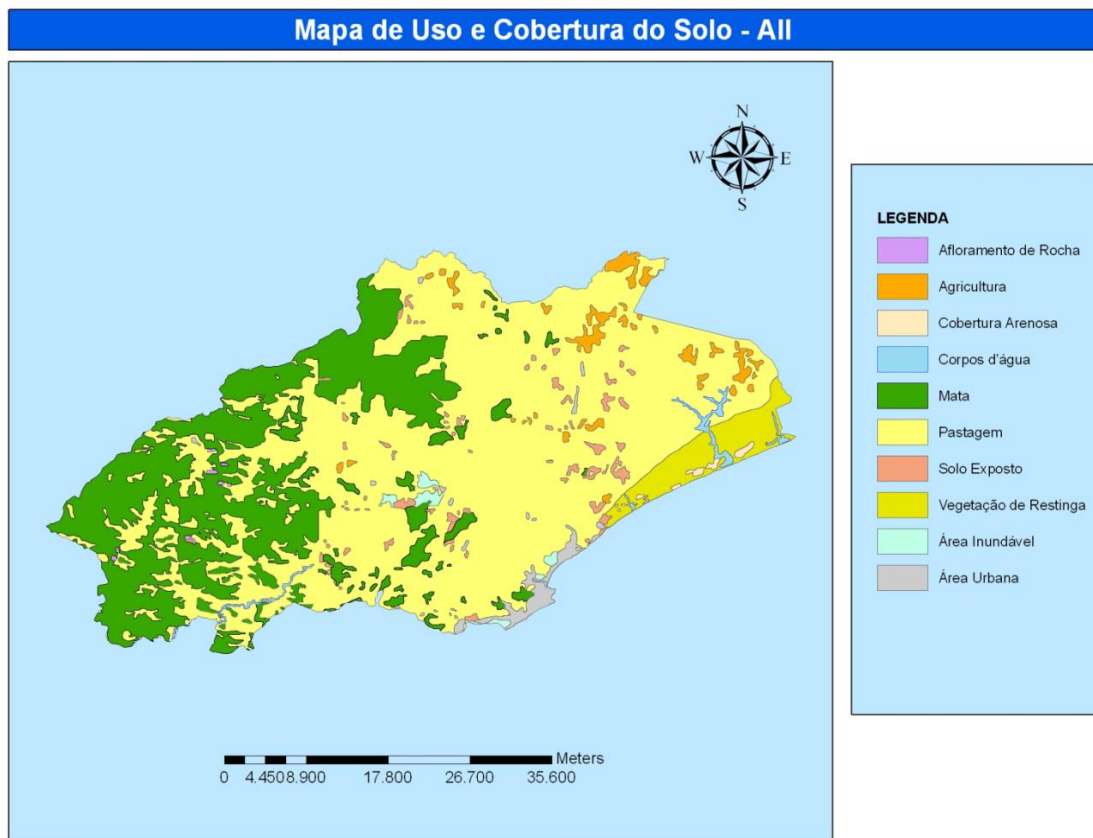 Mapa de Uso e Cobertura do Solo - AII
N
W E
S
LEGENDA
Afloramento de Rocha
Agricultura
Cobertura Arenosa
Corpos d'água
Mata
Pastagem
Solo Exposto
Vegetação de Restinga
Área Inundável
Área Urbana
Meters
0 4.450 8.900 17.800 26.700 35.600